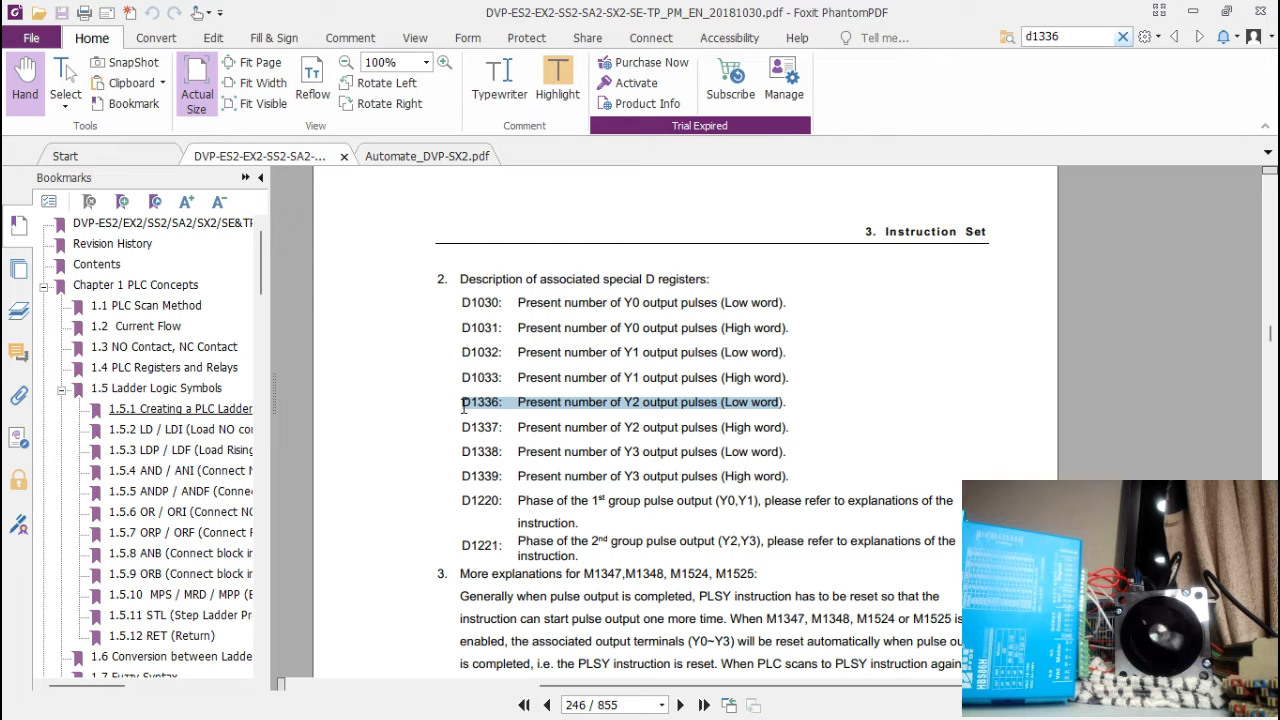 DVP-ES2-EX2-SS2-SA2-SX2-SE-TP_PM_EN_20181030.pdf - Foxit PhantomPDF
File Home Convert Edit Fill & Sign Comment View Form Protect Share Connect Accessibility Help Tell me... d1336
Hand
Select
SnapShot
Clipboard
Bookmark
Tools
Actual
Size
Fit Page
Fit Width
Fit Visible
Reflow
100%
Rotate Left
Rotate Right
View
Typewriter
Highlight
Comment
Purchase Now
Activate
Product Info
Subscribe
Manage
Trial Expired
Start DVP-ES2-EX2-SS2-SA2-... Automate_DVP-SX2.pdf
Bookmarks
DVP-ES2/EX2/SS2/SA2/SX2/SE&TP
Revision History
Contents
Chapter 1 PLC Concepts
1.1 PLC Scan Method
1.2 Current Flow
1.3 NO Contact, NC Contact
1.4 PLC Registers and Relays
1.5 Ladder Logic Symbols
1.5.1 Creating a PLC Ladder
1.5.2 LD / LDI (Load NO con
1.5.3 LDP / LDF (Load Rising
1.5.4 AND / ANI (Connect N
1.5.5 ANDP / ANDF (Connec
1.5.6 OR / ORI (Connect NO
1.5.7 ORP / ORF (Connect F
1.5.8 ANB (Connect block in
1.5.9 ORB (Connect block in
1.5.10 MPS / MRD / MPP (B
1.5.11 STL (Step Ladder Pr
1.5.12 RET (Return)
1.6 Conversion between Ladde
1.7 Fuzzy Syntax
3. Instruction Set
2. Description of associated special D registers:
D1030: Present number of Y0 output pulses (Low word).
D1031: Present number of Y0 output pulses (High word).
D1032: Present number of Y1 output pulses (Low word).
D1033: Present number of Y1 output pulses (High word).
D1336: Present number of Y2 output pulses (Low word).
D1337: Present number of Y2 output pulses (High word).
D1338: Present number of Y3 output pulses (Low word).
D1339: Present number of Y3 output pulses (High word).
D1220: Phase of the 1st group pulse output (Y0,Y1), please refer to explanations of the
instruction.
D1221: Phase of the 2nd group pulse output (Y2,Y3), please refer to explanations of the
instruction.
3. More explanations for M1347,M1348, M1524, M1525:
Generally when pulse output is completed, PLSY instruction has to be reset so that the
instruction can start pulse output one more time. When M1347, M1348, M1524 or M1525 is
enabled, the associated output terminals (Y0~Y3) will be reset automatically when pulse ou
is completed, i.e. the PLSY instruction is reset. When PLC scans to PLSY instruction again
246 / 855
HBS86H